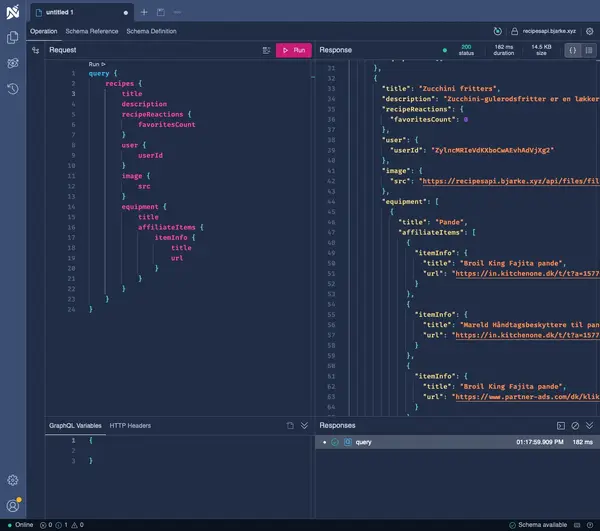 untitled 1
Operation
Schema Reference
Schema Definition
recipesapi.bjarke.xyz
Request
Run
Response
200
status
182 ms
duration
14.5 KB
size
Run
1 query {
2 recipes {
3 title
4 description
5 recipeReactions {
6 favoritesCount
7 }
8 user {
9 userId
10 }
11 image {
12 src
13 }
14 equipment {
15 title
16 affiliateItems {
17 itemInfo {
18 title
19 url
20 }
21 }
22 }
23 }
24 }
31 },
32 {
33 "title": "Zucchini fritters",
34 "description": "Zucchini-gulerodsfritter er en lækker
35 "recipeReactions": {
36 "favoritesCount": 0
37 },
38 "user": {
39 "userId": "ZylncMRIeVdKXboCwAEvhAdVjXg2"
40 },
41 "image": {
42 "src": "https://recipesapi.bjarke.xyz/api/files/fil
43 },
44 "equipment": [
45 {
46 "title": "Pande",
47 "affiliateItems": [
48 {
49 "itemInfo": {
50 "title": "Broil King Fajita pande",
51 "url": "https://in.kitchenone.dk/t/t?a=1577
52 }
53 },
54 {
55 "itemInfo": {
56 "title": "Mareld Håndtagsbeskyttere til pan
57 "url": "https://in.kitchenone.dk/t/t?a=1577
58 }
59 },
60 {
61 "itemInfo": {
62 "title": "Broil King Fajita pande",
63 "url": "https://www.partner-ads.com/dk/klik
64 }
GraphQL Variables
HTTP Headers
1 {
2
3 }
Responses
query
01:17:59.909 PM
182 ms
Online
0
1
0
Schema available